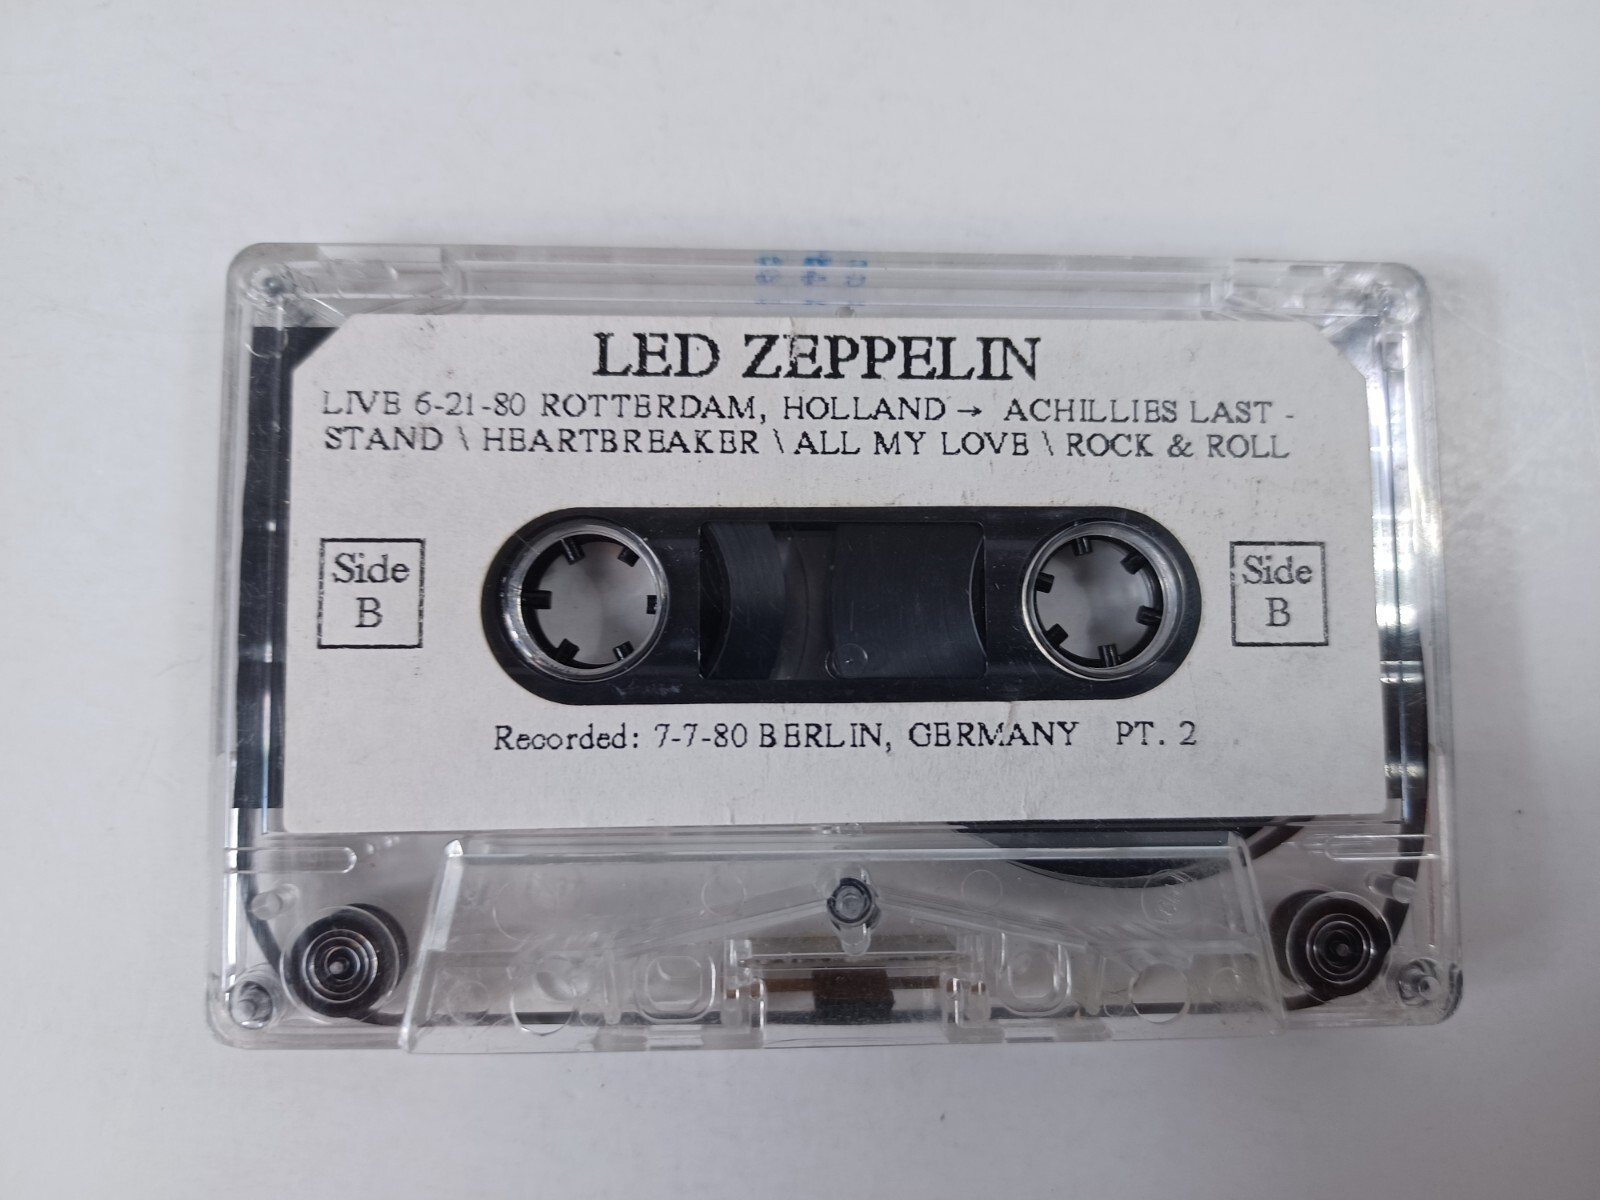 LED ZEPPELIN
LIVE 6-21-80 ROTTERDAM, HOLLAND → ACHILLIES LAST -
STAND \ HEARTBREAKER \ ALL MY LOVE \ ROCK & ROLL
Side
B
Side
B
Recorded: 7-7-80 BERLIN, GERMANY PT. 2